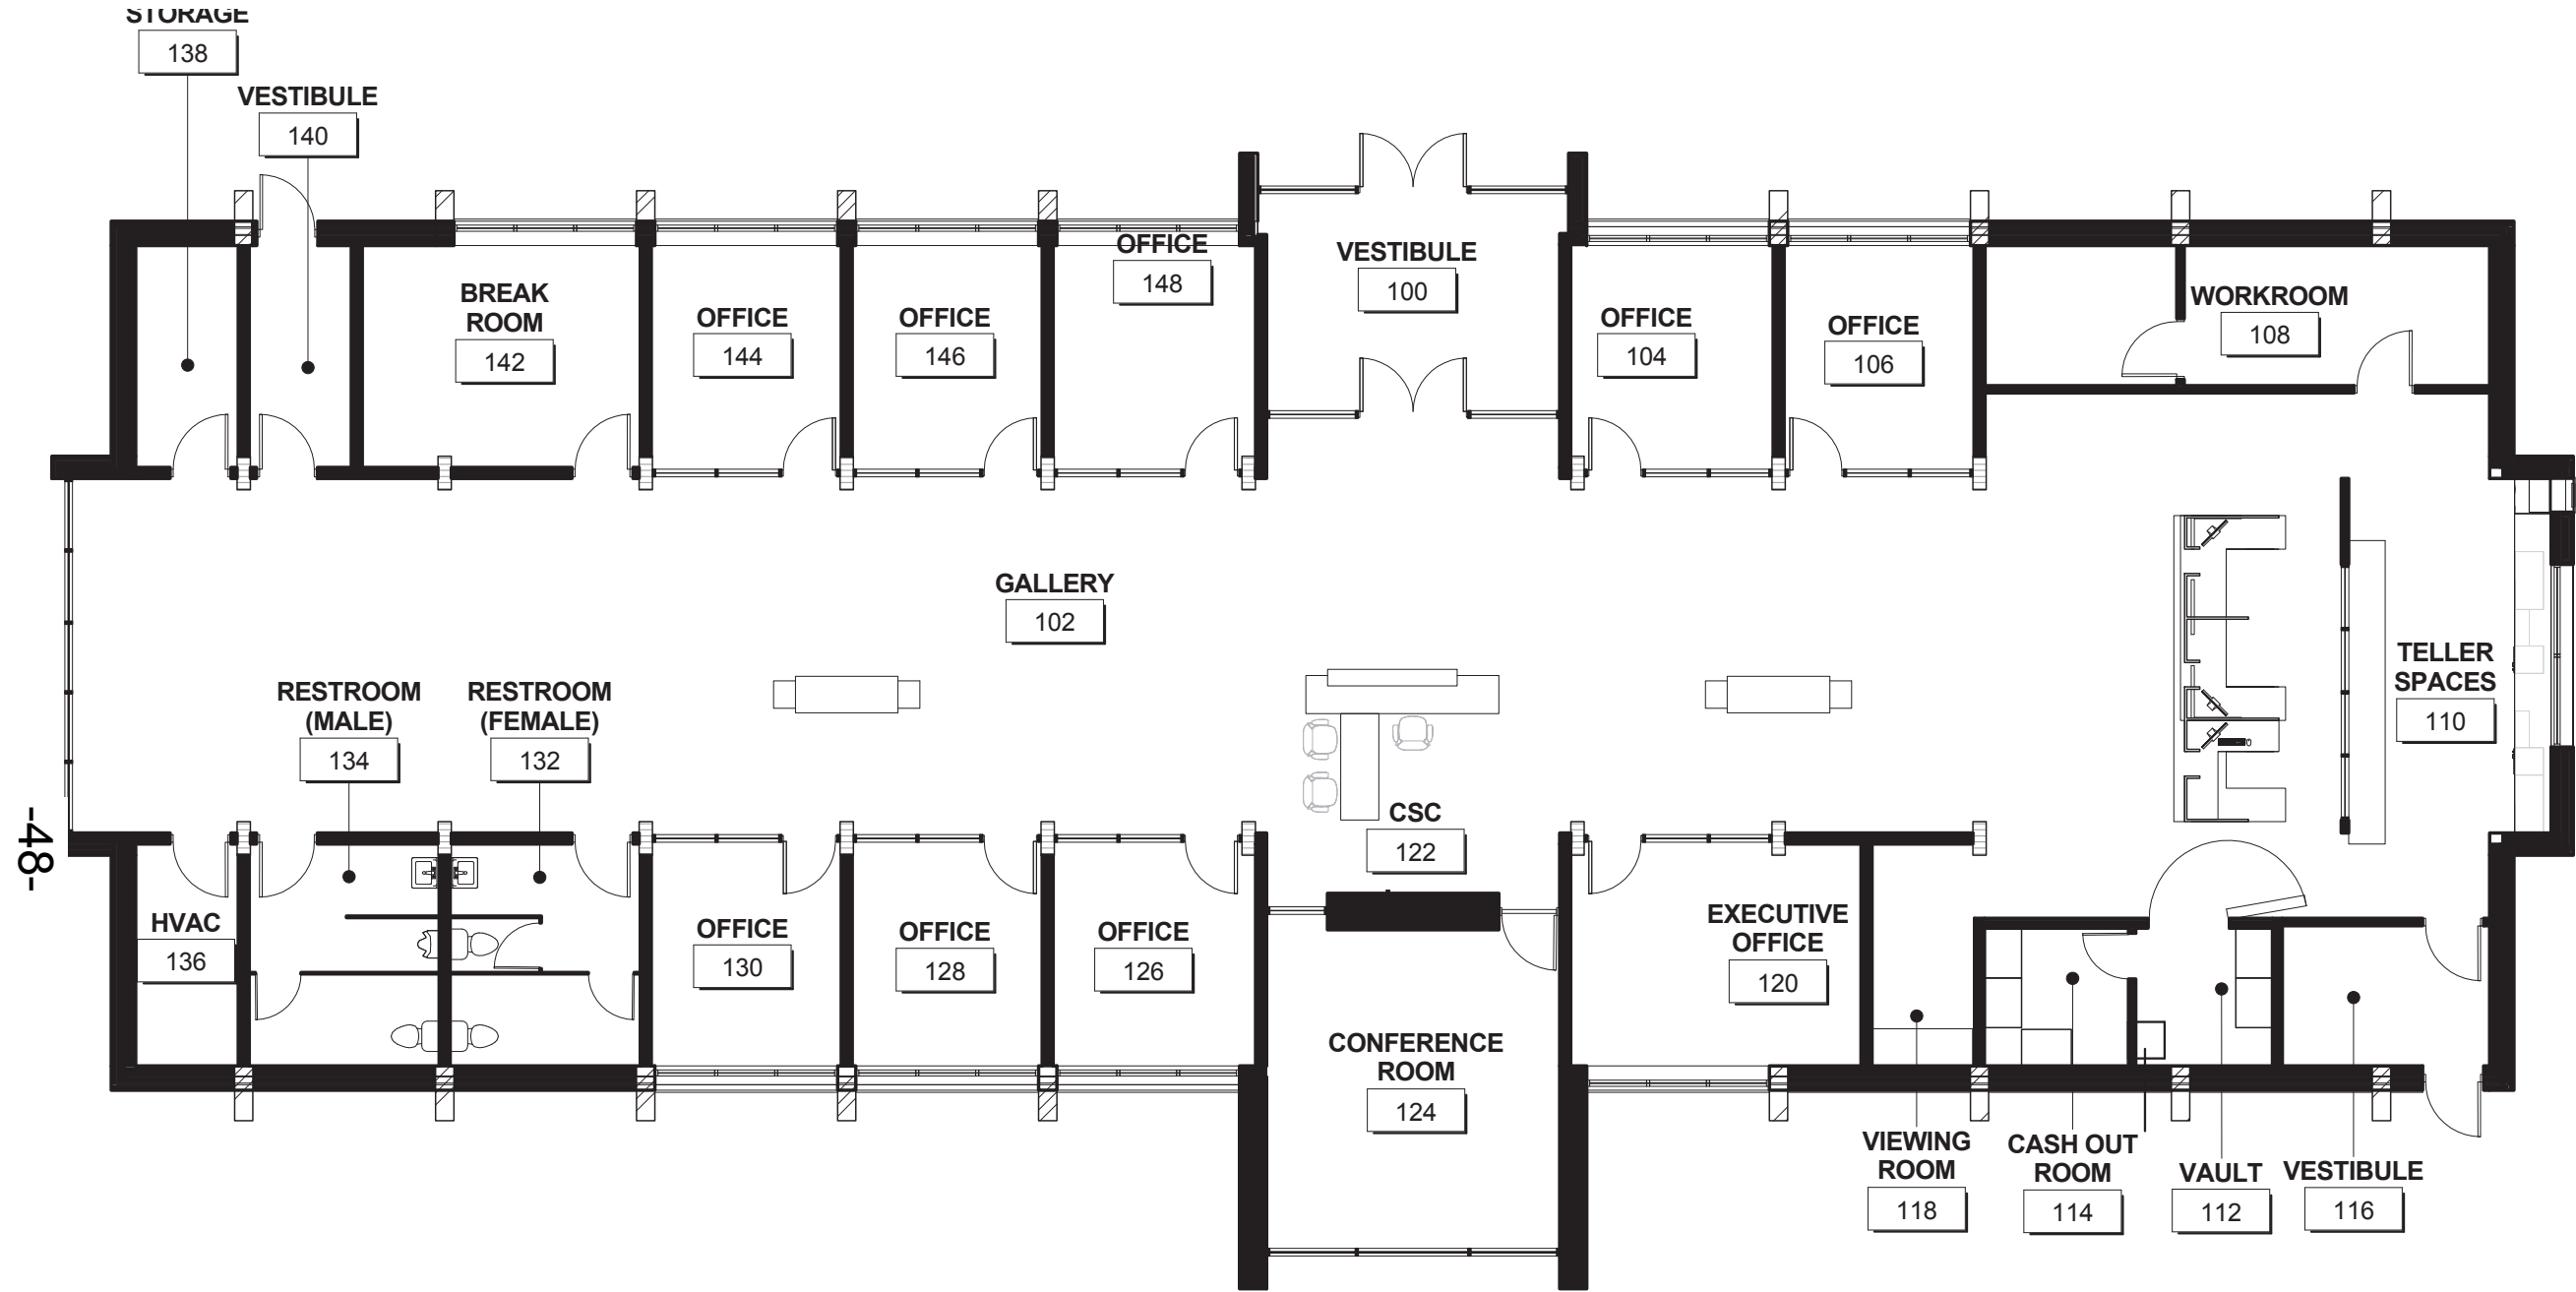 STORAGE
138
VESTIBULE
140
BREAK
ROOM
142
OFFICE
144
OFFICE
146
OFFICE
148
VESTIBULE
100
OFFICE
104
OFFICE
106
WORKROOM
108
GALLERY
102
TELLER
SPACES
110
RESTROOM
(MALE)
134
RESTROOM
(FEMALE)
132
CSC
122
-48-
HVAC
136
OFFICE
130
OFFICE
128
OFFICE
126
EXECUTIVE
OFFICE
120
CONFERENCE
ROOM
124
VIEWING
ROOM
118
CASH OUT
ROOM
114
VAULT
112
VESTIBULE
116